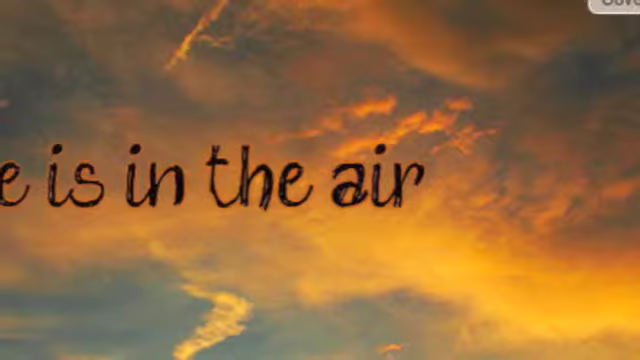 e is in the air